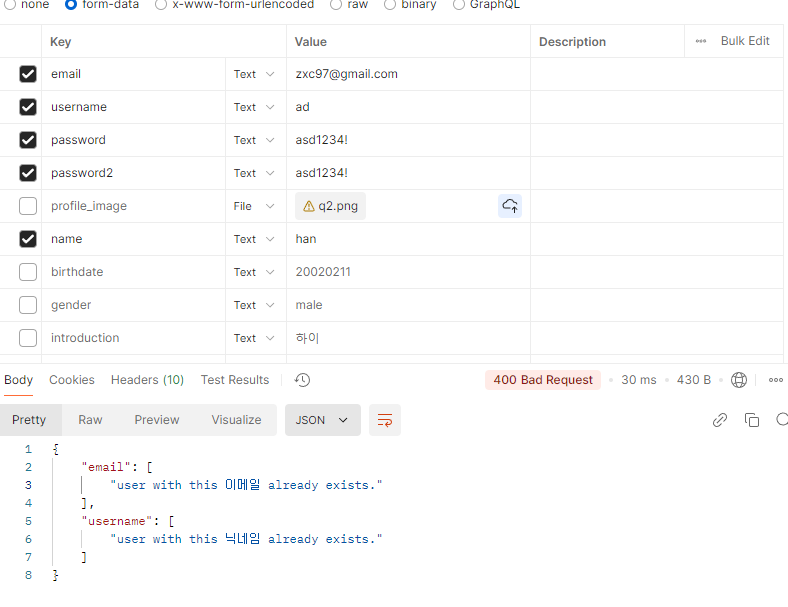 none form-data x-www-form-urlencoded raw binary GraphQL
Key Value Description Bulk Edit
email Text zxc97@gmail.com
username Text ad
password Text asd1234!
password2 Text asd1234!
profile_image File q2.png
name Text han
birthdate Text 20020211
gender Text male
introduction Text 하이
Body Cookies Headers (10) Test Results 400 Bad Request 30 ms 430 B
Pretty Raw Preview Visualize JSON
1 {
2 "email": [
3 "user with this 이메일 already exists."
4 ],
5 "username": [
6 "user with this 닉네임 already exists."
7 ]
8 }